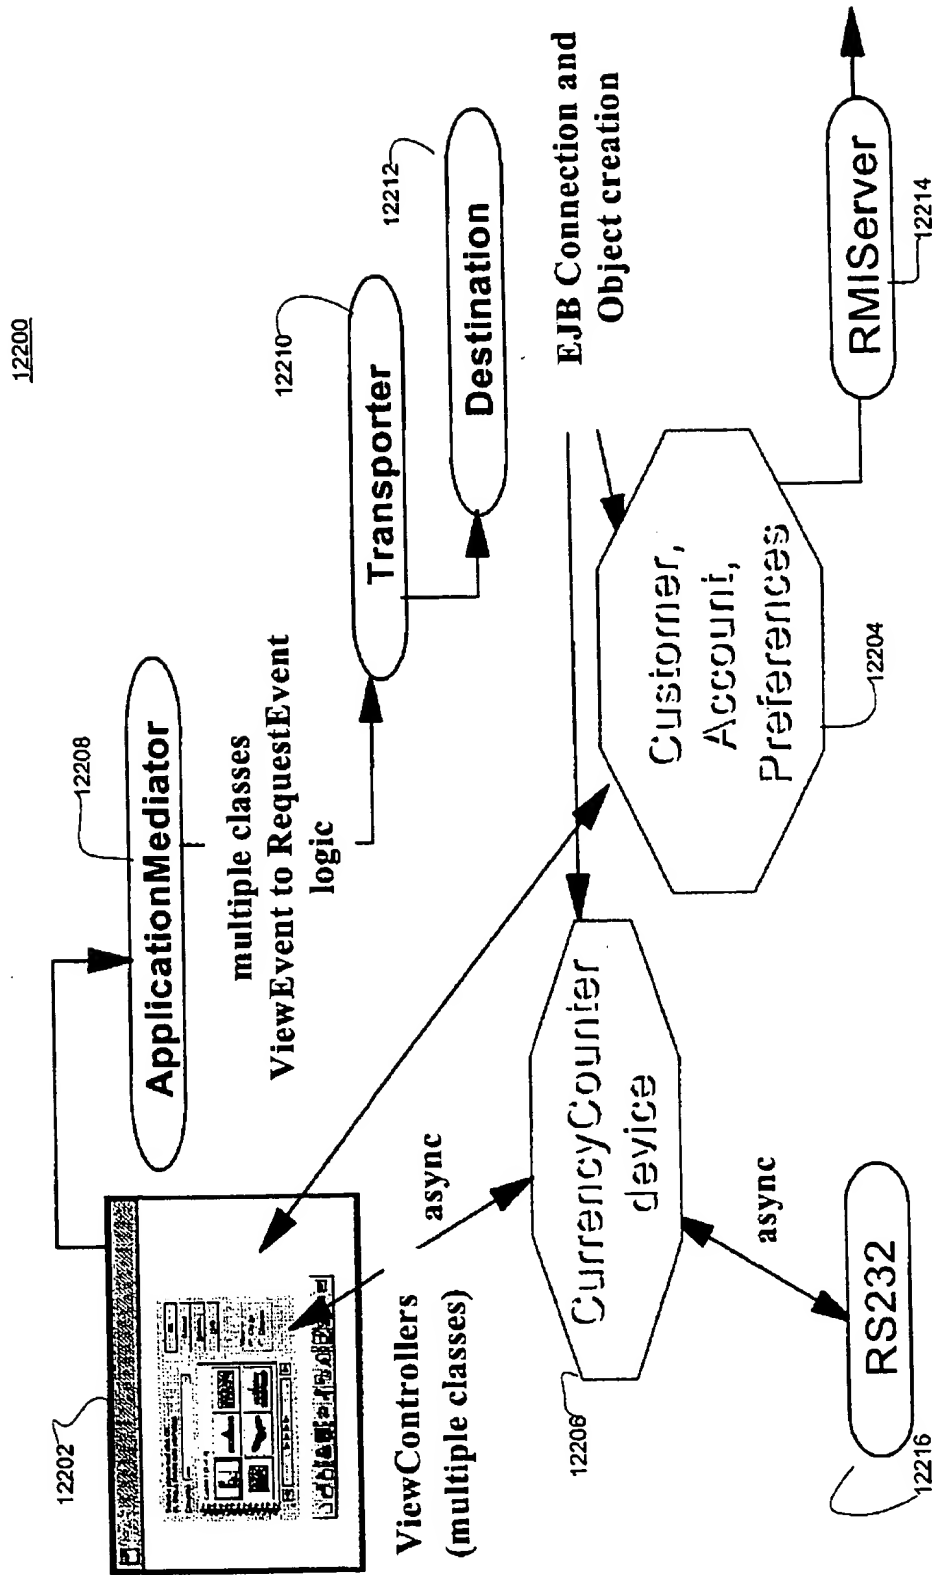 12200
12202
12208
ApplicationMediator
multiple classes
ViewEvent to RequestEvent
logic
12210
Transporter
12212
Destination
ViewControllers
(multiple classes)
async
EJB Connection and
Object creation
12206
CurrencyCounter
device
Customer,
Account,
Preferences
12204
RMIServer
12214
async
RS232
12216